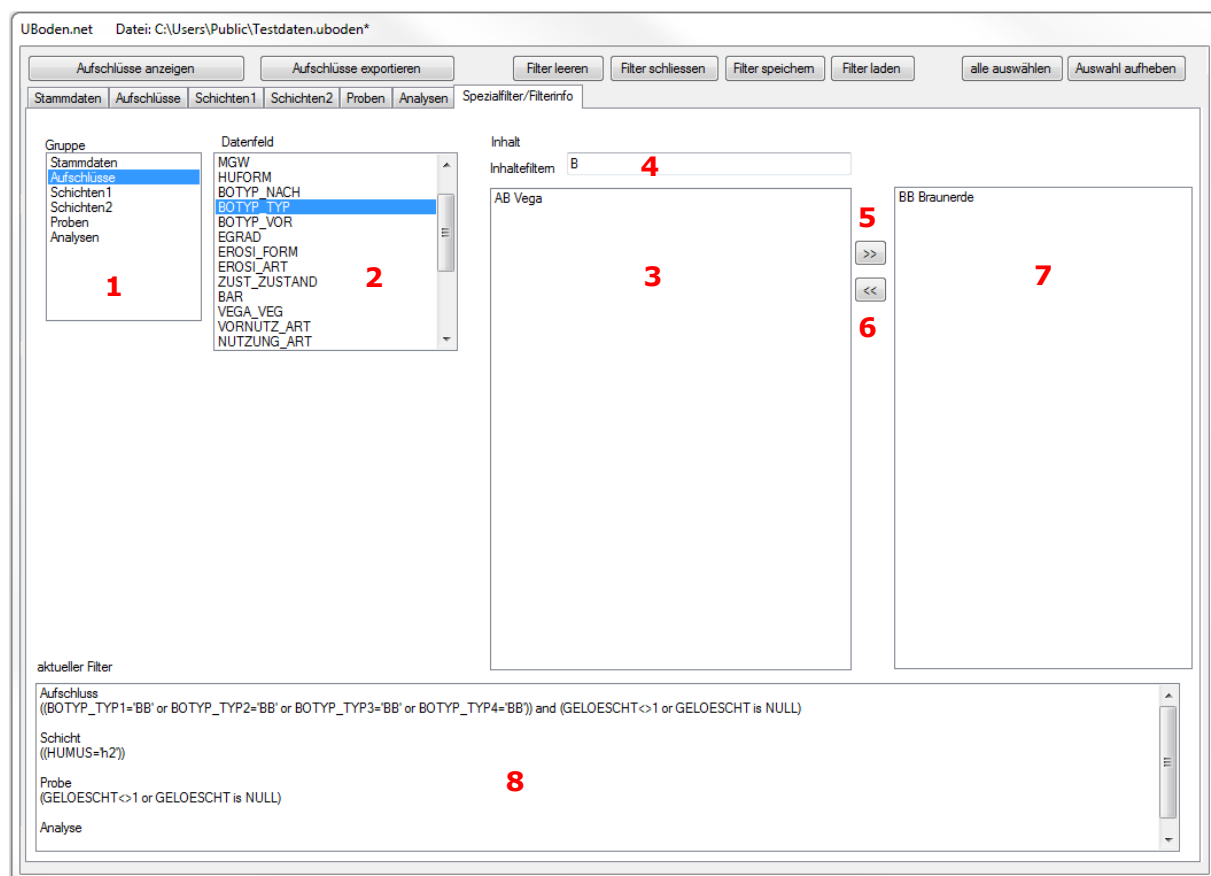 UBoden.net Datei: C:\Users\Public\Testdaten.uboden*
Aufschlüsse anzeigen Aufschlüsse exportieren Filter leeren Filter schliessen Filter speichern Filter laden alle auswählen Auswahl aufheben
Stammdaten Aufschlüsse Schichten1 Schichten2 Proben Analysen Spezialfilter/Filterinfo
Gruppe
Stammdaten
Aufschlüsse
Schichten1
Schichten2
Proben
Analysen
1
Datenfeld
MGW
HUFORM
BOTYP_NACH
BOTYP_TYP
BOTYP_VOR
EGRAD
EROSI_FORM
EROSI_ART
ZUST_ZUSTAND
BAR
VEGA_VEG
VORNUTZ_ART
NUTZUNG_ART
2
Inhalt
Inhaltefiltern B 4
AB Vega
3
5
>>
<<
6
BB Braunerde
7
aktueller Filter
Aufschluss
((BOTYP_TYP1='BB' or BOTYP_TYP2='BB' or BOTYP_TYP3='BB' or BOTYP_TYP4='BB')) and (GELOESCHT<>1 or GELOESCHT is NULL)
Schicht
((HUMUS='h2'))
Probe
(GELOESCHT<>1 or GELOESCHT is NULL)
Analyse
8